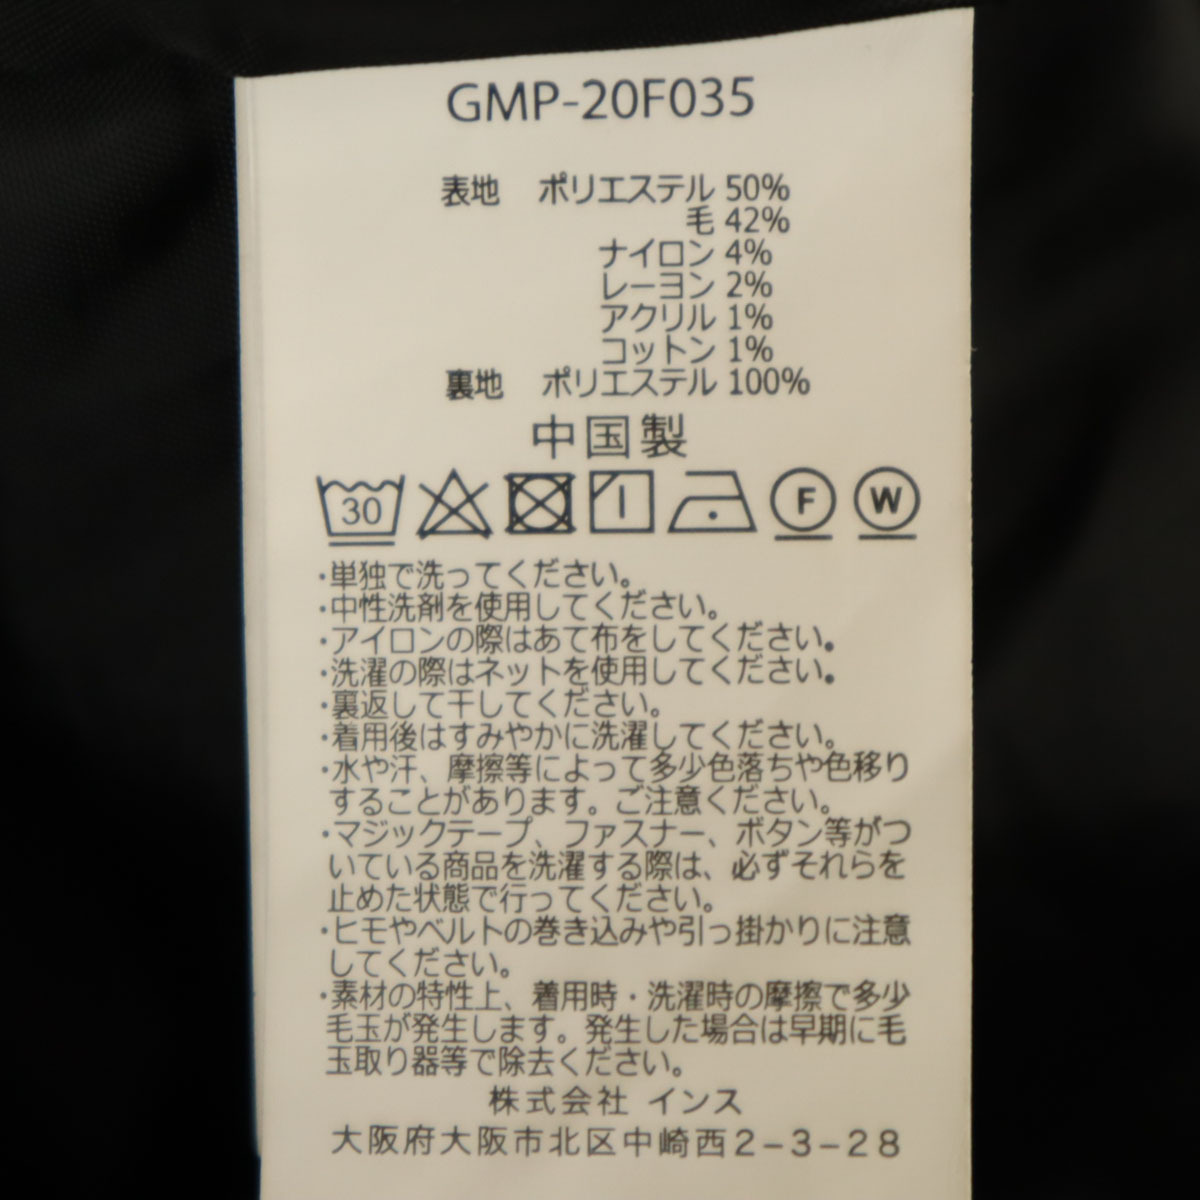 GMP-20F035
表地 ポリエステル 50%
毛 42%
ナイロン 4%
レーヨン 2%
アクリル 1%
コットン 1%
裏地 ポリエステル 100%
中国製
30 F W
・単独で洗ってください。
・中性洗剤を使用してください。
・アイロンの際はあて布をしてください。
・洗濯の際はネットを使用してください。
・裏返して干してください。
・着用後はすみやかに洗濯してください。
・水や汗、摩擦等によって多少色落ちや色移り
することがあります。ご注意ください。
・マジックテープ、ファスナー、ボタン等がつ
いている商品を洗濯する際は、必ずそれらを
止めた状態で行ってください。
・ヒモやベルトの巻き込みや引っ掛かりに注意
してください。
・素材の特性上、着用時・洗濯時の摩擦で多少
毛玉が発生します。発生した場合は早期に毛
玉取り器等で除去ください。
株式会社 インス
大阪府大阪市北区中崎西2-3-28